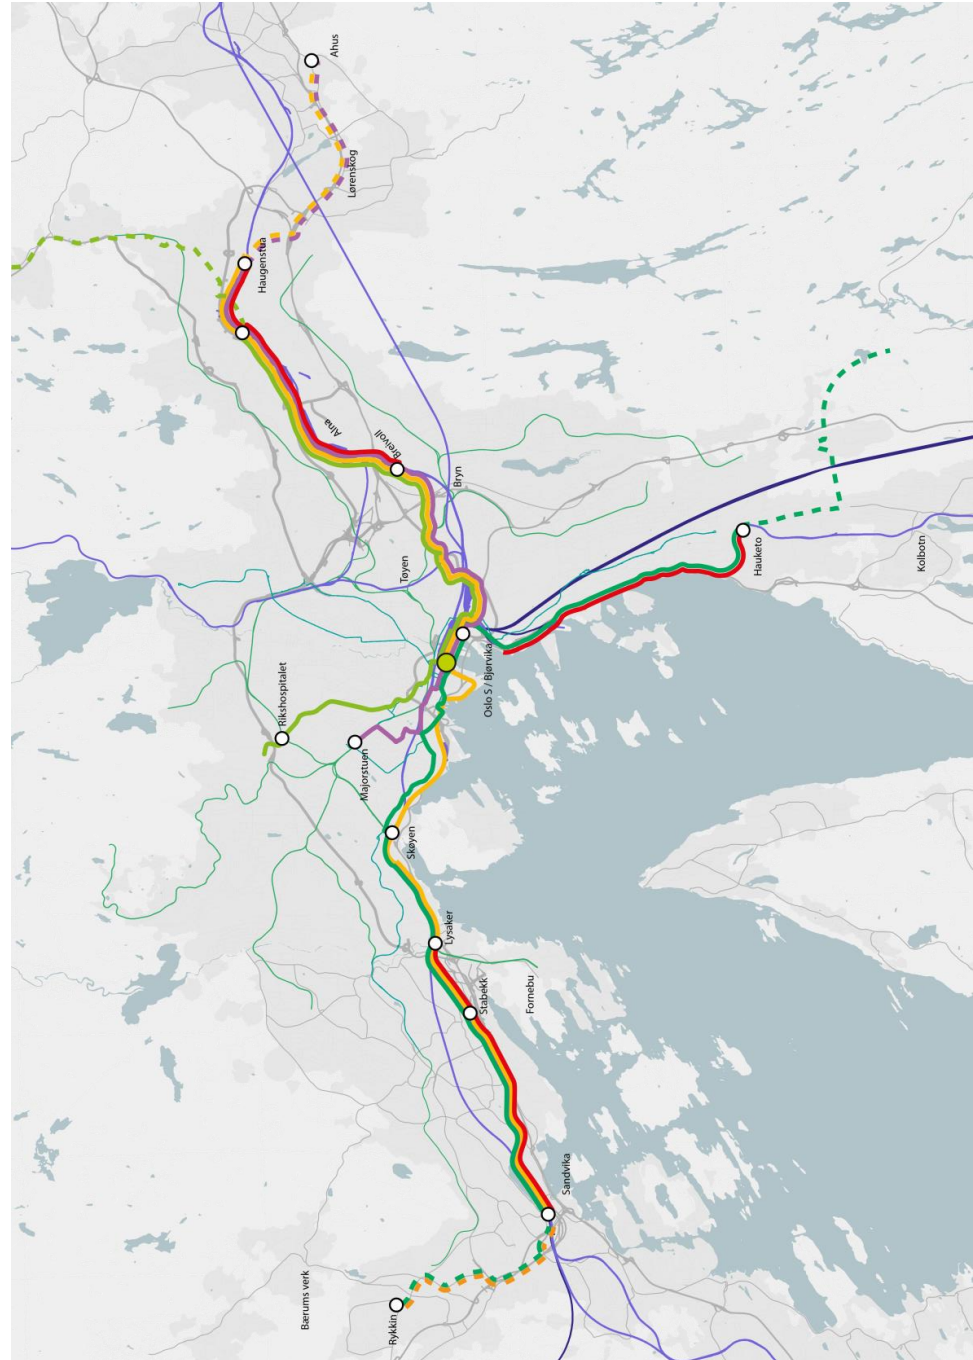 Ahus
Lørenskog
Haugenstua
Alna
Breivoll
Bryn
Tøyen
Hauketo
Kolbotn
Oslo S / Bjørvika
Rikshospitalet
Majorstuen
Skøyen
Lysaker
Stabekk
Fornebu
Sandvika
Bærums verk
Rykkin